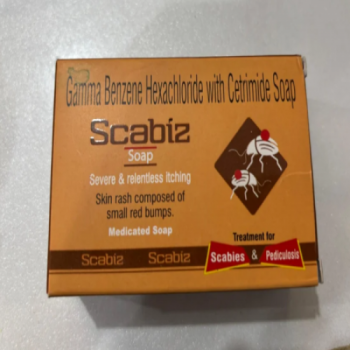 Gamma Benzene Hexachloride with Cetrimide Soap
Scabiz
Soap
Severe & relentless itching
Skin rash composed of
small red bumps.
Medicated Soap
Treatment for
Scabies & Pediculosis
Scabiz Scabiz